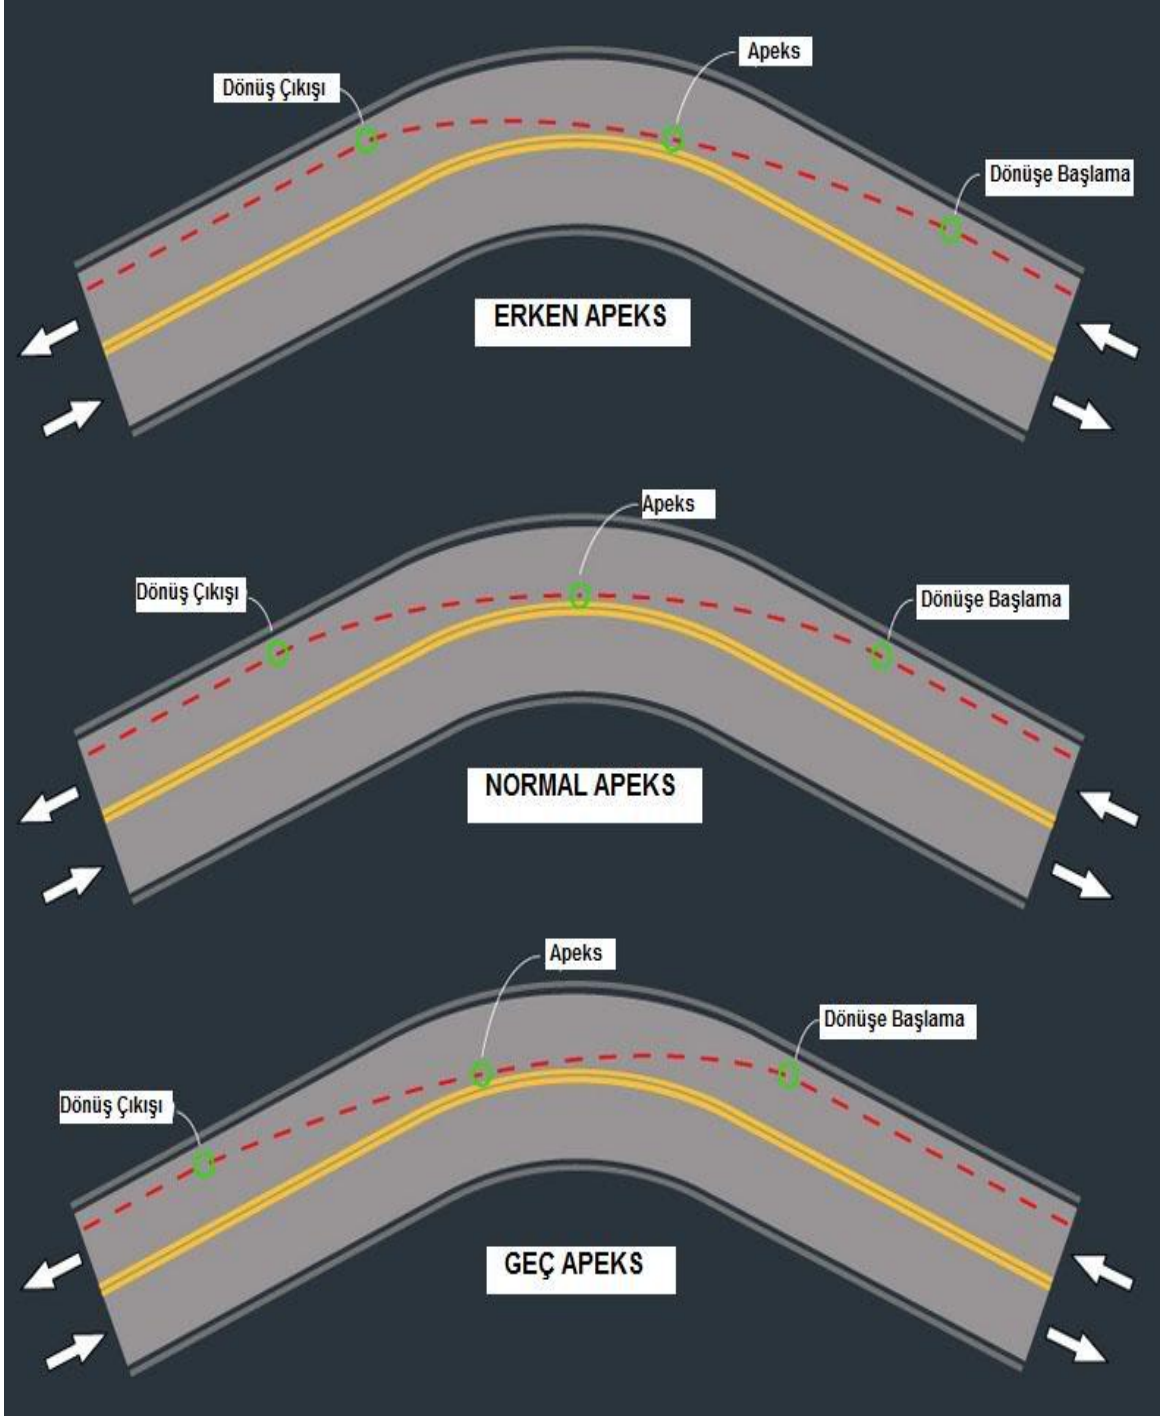 Apeks
Dönüş Çıkışı
Dönüşe Başlama
ERKEN APEKS
Apeks
Dönüş Çıkışı
Dönüşe Başlama
NORMAL APEKS
Apeks
Dönüşe Başlama
Dönüş Çıkışı
GEÇ APEKS